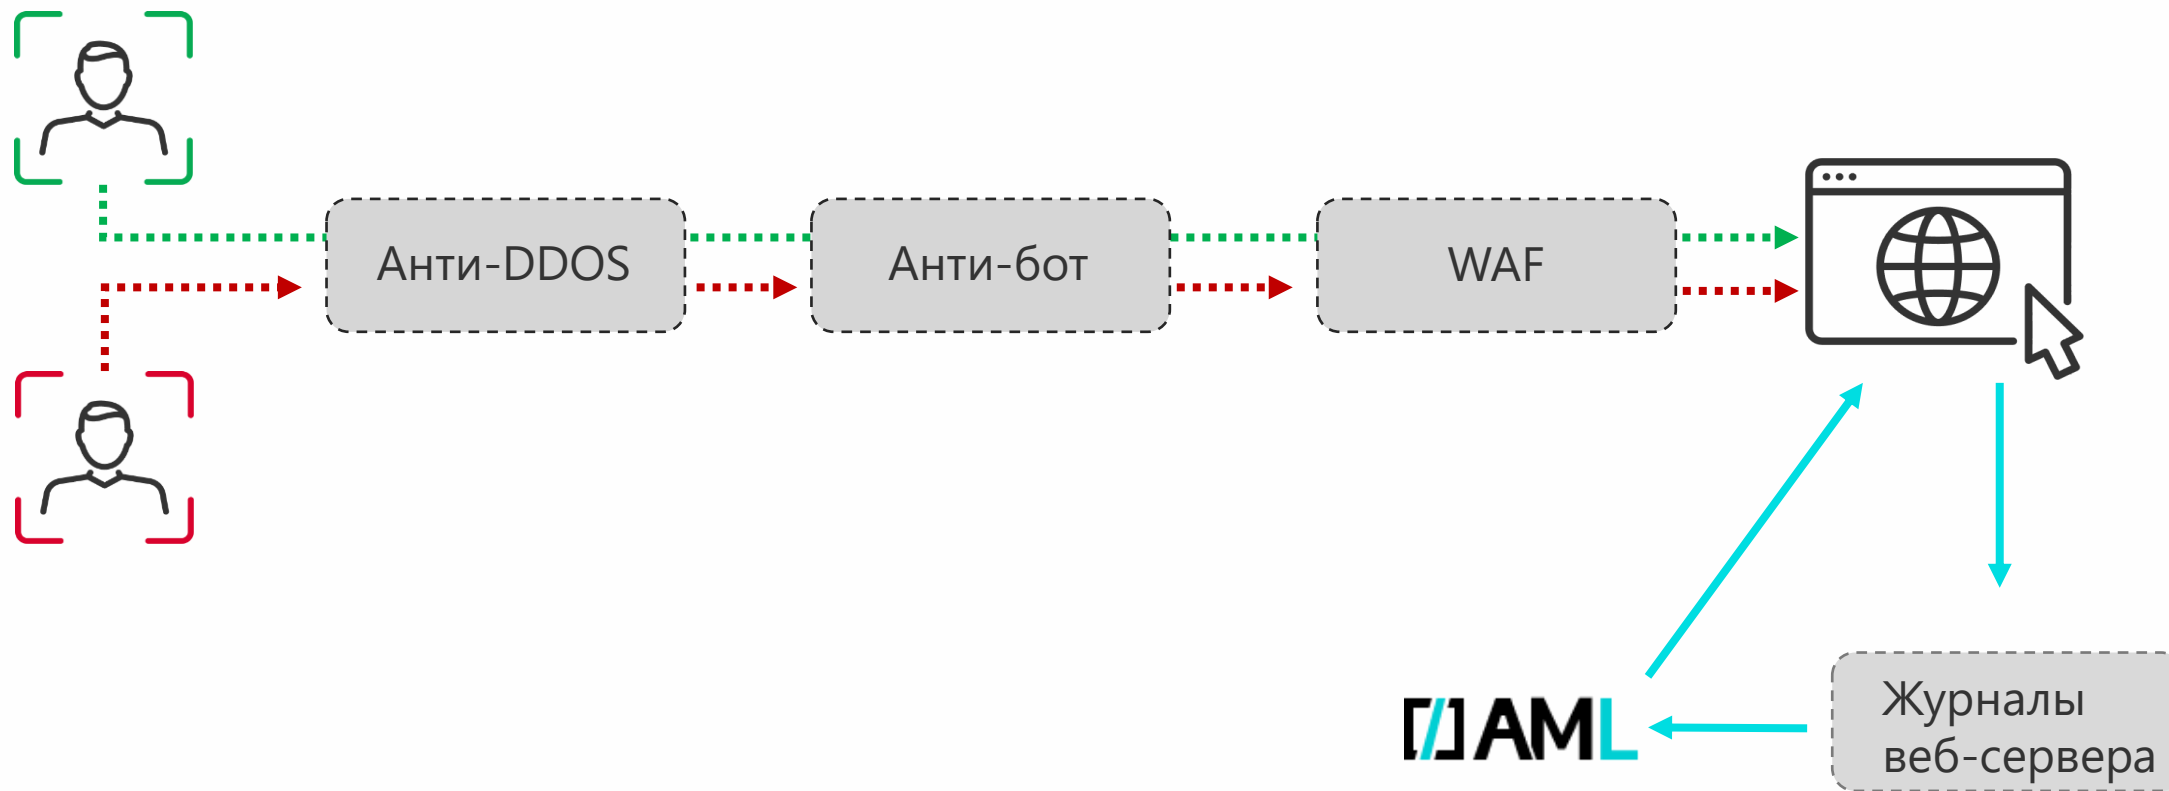 Анти-DDOS
Анти-бот
WAF
[/]AML
Журналы
веб-сервера